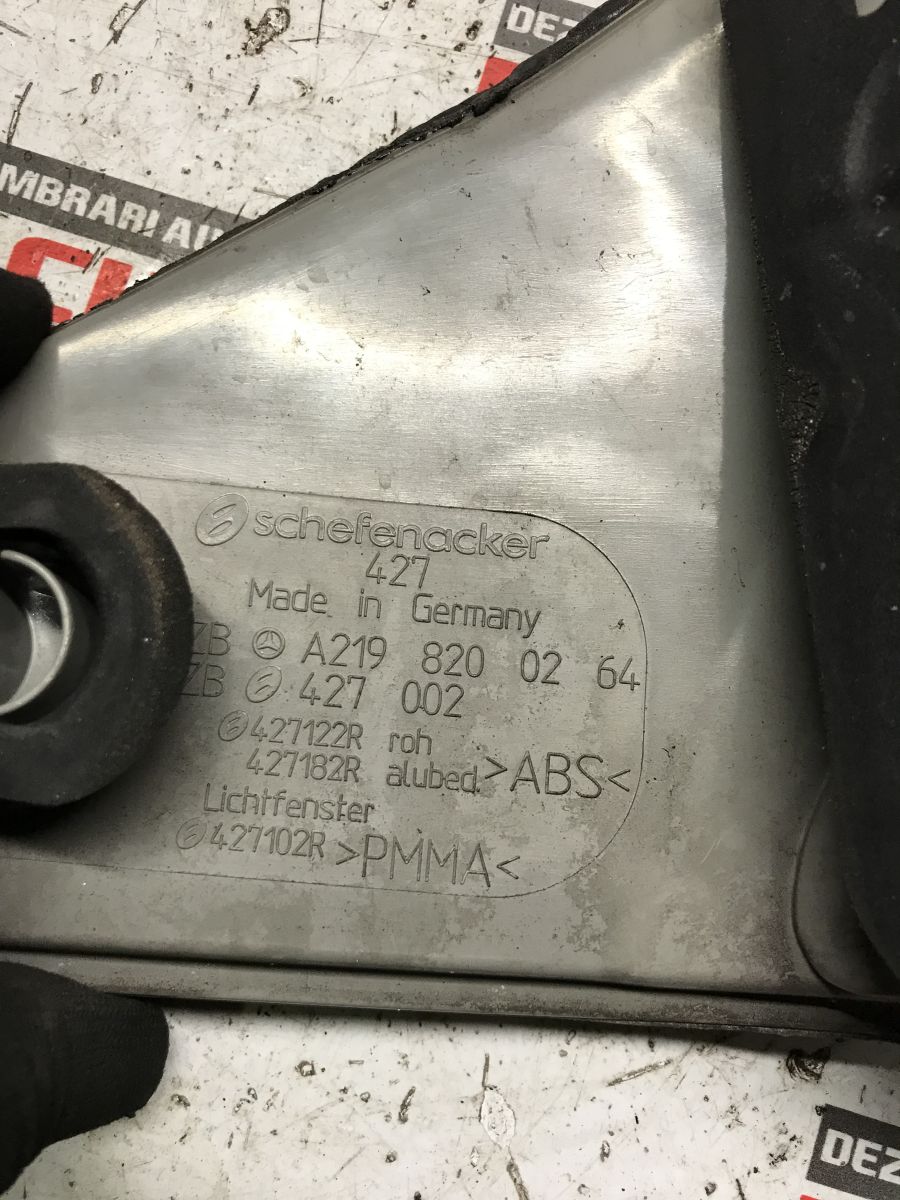 DEZ
MBRARI AU
schefenacker
427
Made in Germany
ZB A219 820 02 64
ZB 427 002
427122R roh
427182R alubed. >ABS<
Lichtfenster
427102R >PMMA<
DEZ